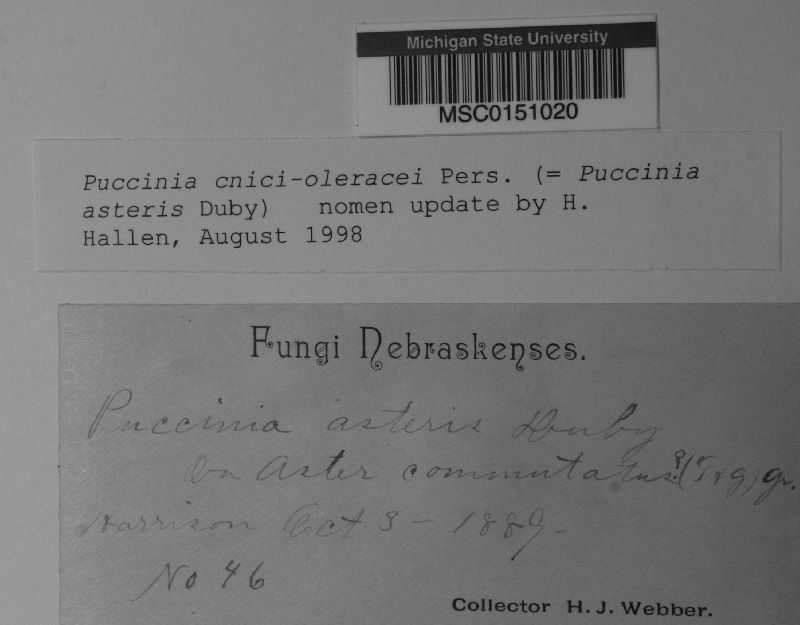 Michigan State University
MSC0151020
Puccinia cnici-oleracei Pers. (= Puccinia
asteris Duby) nomen update by H.
Hallen, August 1998
Fungi Nebraskenses.
Puccinia asteris Duby
On Aster commutatus? (T & G) Gr.
Harrison Oct 3 - 1889-
No 46
Collector H. J. Webber.